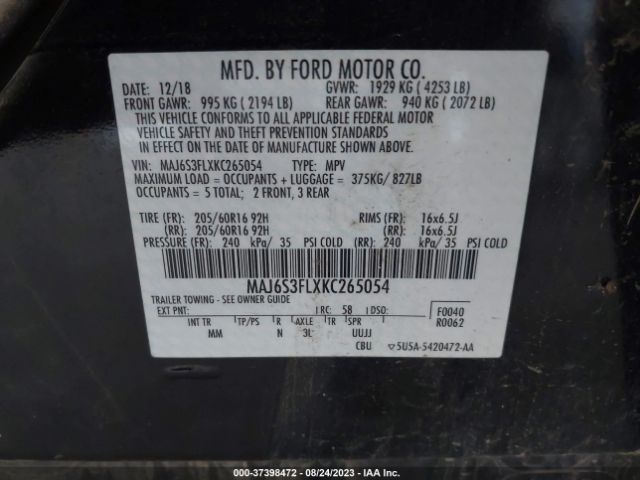 MFD. BY FORD MOTOR CO.
DATE: 12/18 GVWR: 1929 KG ( 4253 LB)
FRONT GAWR: 995 KG ( 2194 LB) REAR GAWR: 940 KG ( 2072 LB)
THIS VEHICLE CONFORMS TO ALL APPLICABLE FEDERAL MOTOR
VEHICLE SAFETY AND THEFT PREVENTION STANDARDS
IN EFFECT ON THE DATE OF MANUFACTURE SHOWN ABOVE.
VIN: MAJ6S3FLXKC265054 TYPE: MPV
MAXIMUM LOAD = OCCUPANTS + LUGGAGE = 375KG/ 827LB
OCCUPANTS = 5 TOTAL; 2 FRONT, 3 REAR
TIRE (FR): 205/60R16 92H RIMS (FR): 16x6.5J
(RR): 205/60R16 92H (RR): 16x6.5J
PRESSURE (FR): 240 kPa/ 35 PSI COLD (RR): 240 kPa/ 35 PSI COLD
MAJ6S3FLXKC265054
TRAILER TOWING - SEE OWNER GUIDE
EXT PNT: RC: 58 DSO: F0040
INT TR TP/PS R AXLE TR SPR R0062
MM N 3L UUJJ
CBU ▽5U5A-5420472-AA
000-37398472 - 08/24/2023 - IAA Inc.